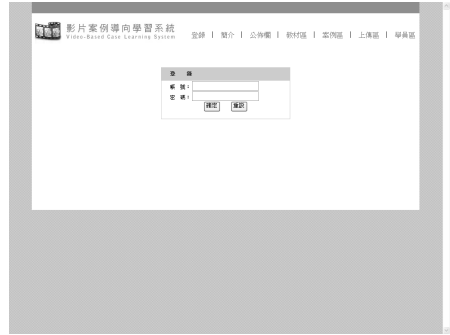 影片案例導向學習系統
Video-Based Case Learning System
登錄 | 簡介 | 公佈欄 | 教材區 | 案例區 | 上傳區 | 學員區
登 錄
帳 號：
密 碼：
確定 重設